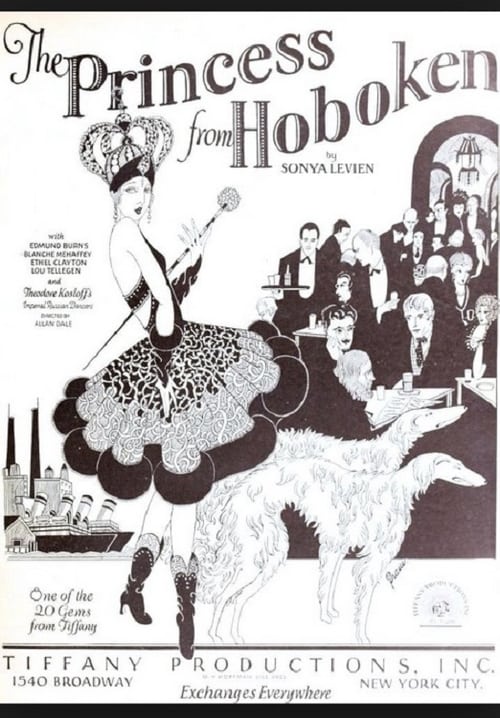 The Princess
from Hoboken
by
SONYA LEVIEN
with
EDMUND BURNS
BLANCHE MEHAFFEY
ETHEL CLAYTON
LOU TELLEGEN
and
Theodore Kosloff's
Imperial Russian Dancers
DIRECTED BY
ALLAN DALE
One of the
20 Gems
from Tiffany
TIFFANY PRODUCTIONS, INC.
M. H. HOFFMAN
1540 BROADWAY
NEW YORK CITY.
Exchanges Everywhere